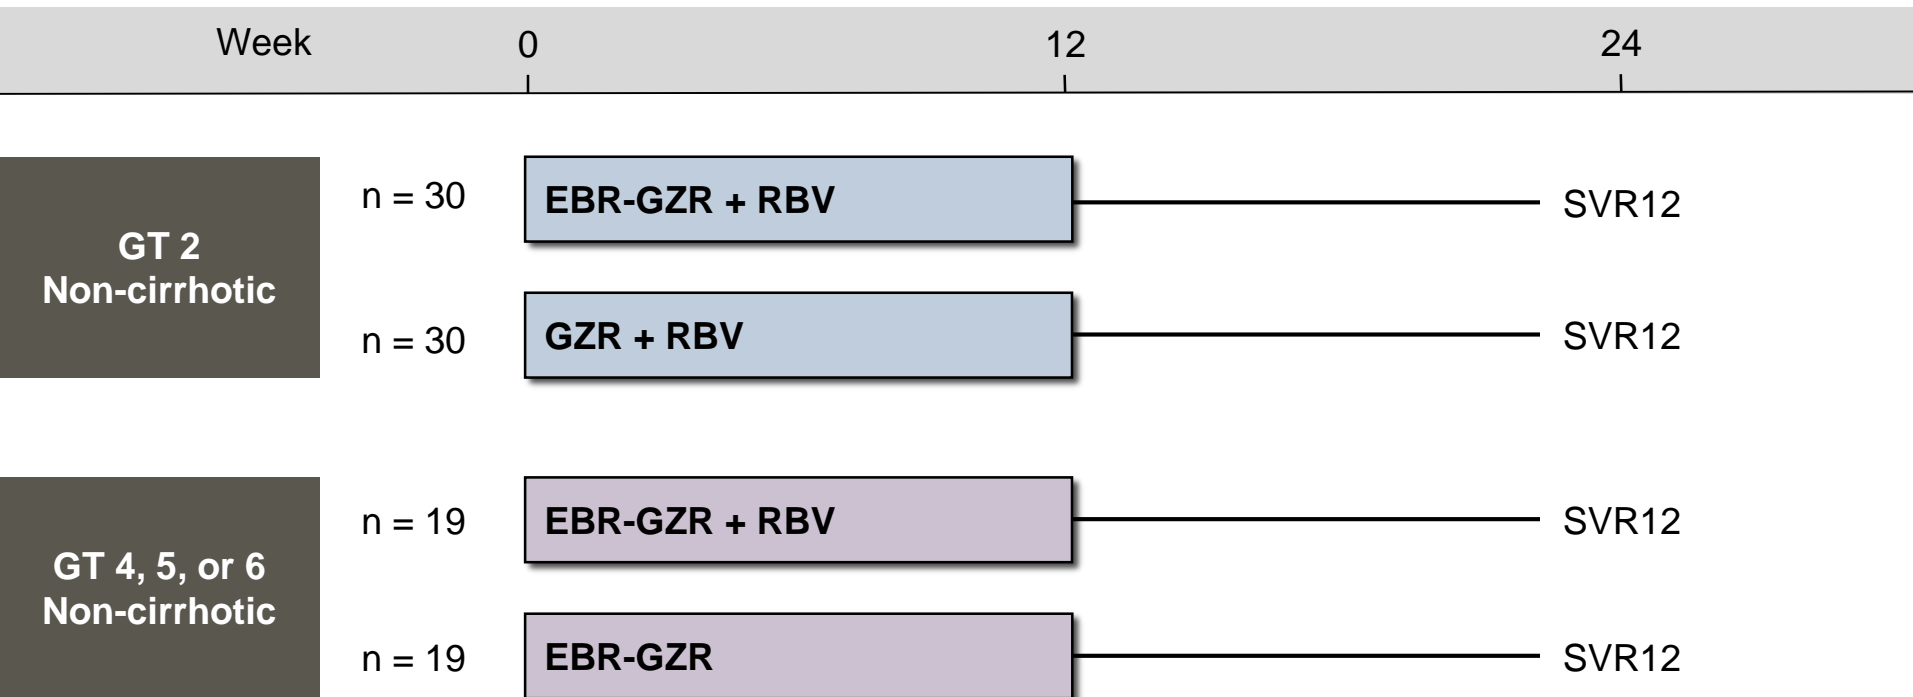 Week 0 12 24
GT 2
Non-cirrhotic
n = 30 EBR-GZR + RBV SVR12
n = 30 GZR + RBV SVR12
GT 4, 5, or 6
Non-cirrhotic
n = 19 EBR-GZR + RBV SVR12
n = 19 EBR-GZR SVR12